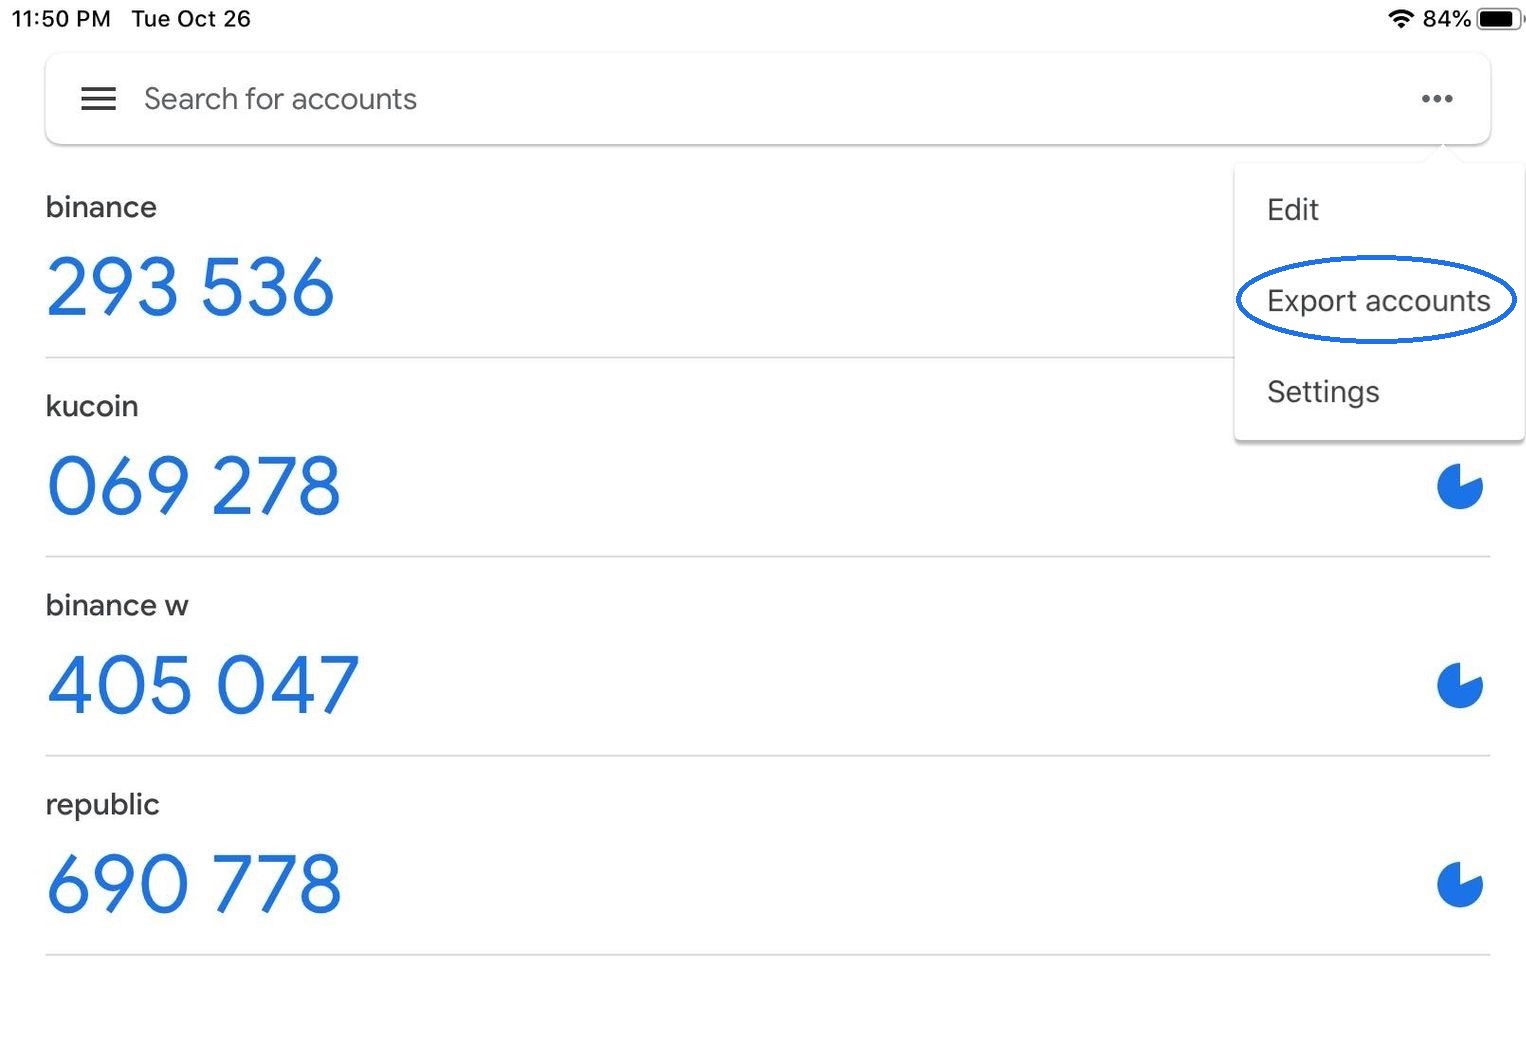 11:50 PM Tue Oct 26 84%
Search for accounts
binance
293 536
Edit
Export accounts
Settings
kucoin
069 278
binance w
405 047
republic
690 778